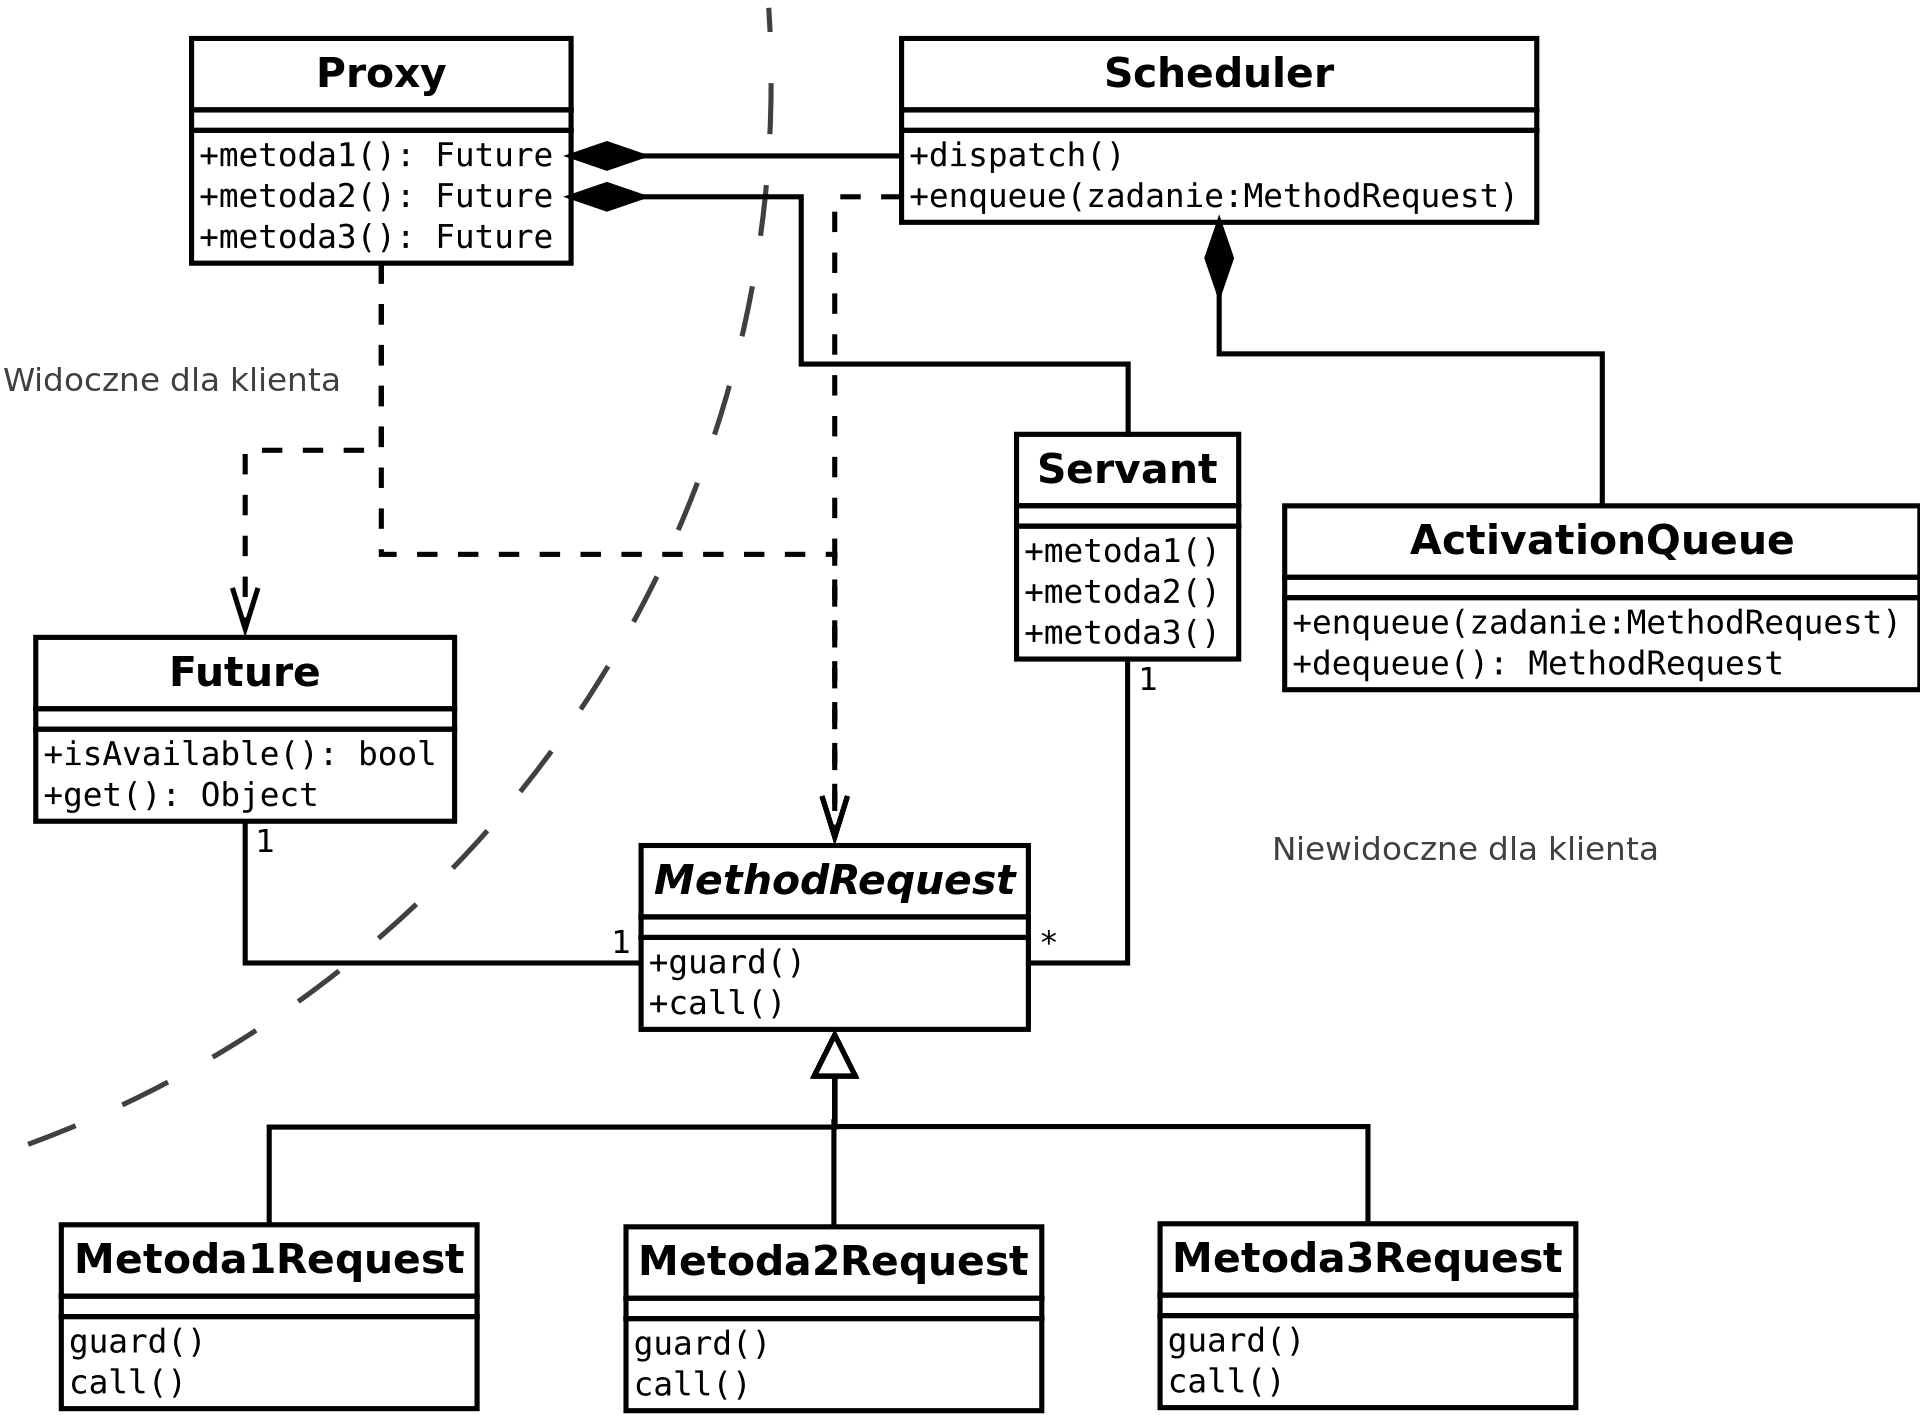 Proxy
+metoda1(): Future
+metoda2(): Future
+metoda3(): Future
Scheduler
+dispatch()
+enqueue(zadanie:MethodRequest)
Widoczne dla klienta
Servant
+metoda1()
+metoda2()
+metoda3()
1
ActivationQueue
+enqueue(zadanie:MethodRequest)
+dequeue(): MethodRequest
Future
+isAvailable(): bool
+get(): Object
1
Niewidoczne dla klienta
MethodRequest
+guard()
+call()
1
*
Metoda1Request
guard()
call()
Metoda2Request
guard()
call()
Metoda3Request
guard()
call()